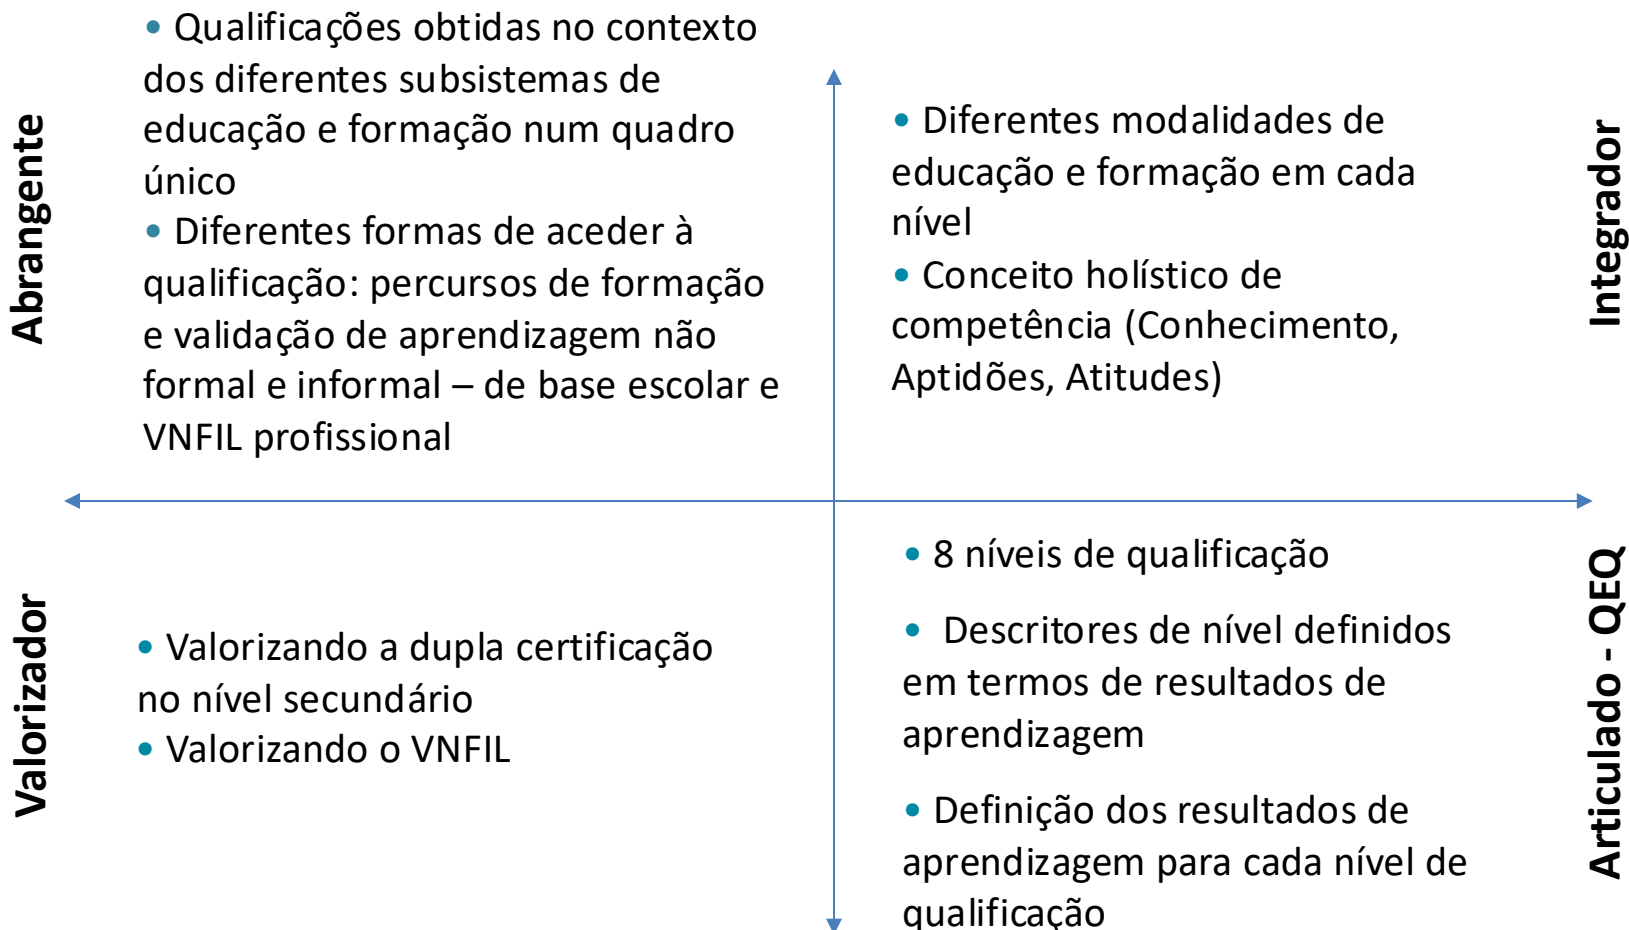 Abrangente
• Qualificações obtidas no contexto
dos diferentes subsistemas de
educação e formação num quadro
único
• Diferentes formas de aceder à
qualificação: percursos de formação
e validação de aprendizagem não
formal e informal – de base escolar e
VNFIL profissional
Integrador
• Diferentes modalidades de
educação e formação em cada
nível
• Conceito holístico de
competência (Conhecimento,
Aptidões, Atitudes)
Valorizador
• Valorizando a dupla certificação
no nível secundário
• Valorizando o VNFIL
Articulado - QEQ
• 8 níveis de qualificação
• Descritores de nível definidos
em termos de resultados de
aprendizagem
• Definição dos resultados de
aprendizagem para cada nível de
qualificação